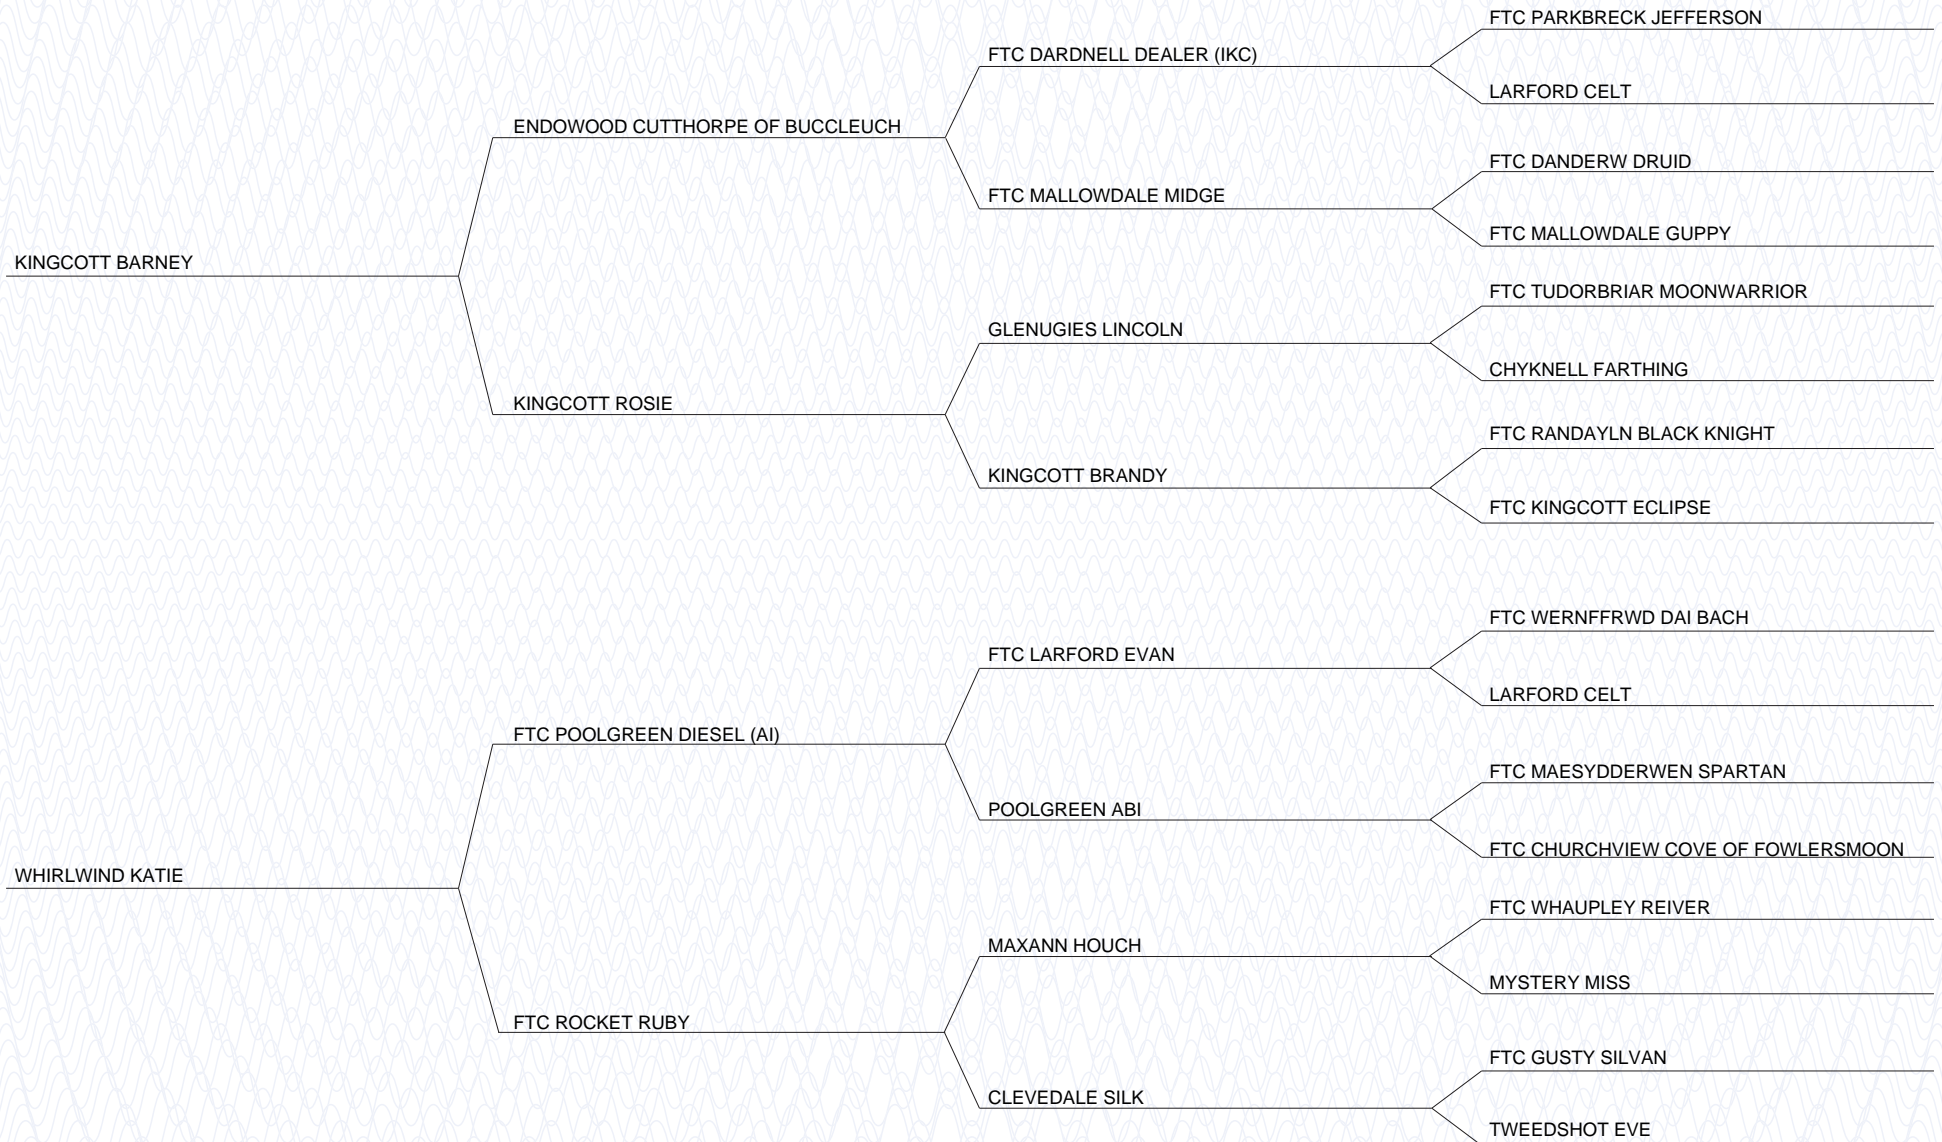 FTC PARKBRECK JEFFERSON
FTC DARDNELL DEALER (IKC)
LARFORD CELT
ENDOWOOD CUTTHORPE OF BUCCLEUCH
FTC DANDERW DRUID
FTC MALLOWDALE MIDGE
FTC MALLOWDALE GUPPY
KINGCOTT BARNEY
FTC TUDORBRIAR MOONWARRIOR
GLENUGIES LINCOLN
CHYKNELL FARTHING
KINGCOTT ROSIE
FTC RANDAYLN BLACK KNIGHT
KINGCOTT BRANDY
FTC KINGCOTT ECLIPSE
FTC WERNFFRWD DAI BACH
FTC LARFORD EVAN
LARFORD CELT
FTC POOLGREEN DIESEL (AI)
FTC MAESYDDERWEN SPARTAN
POOLGREEN ABI
FTC CHURCHVIEW COVE OF FOWLERSMOON
WHIRLWIND KATIE
FTC WHAUPLEY REIVER
MAXANN HOUCH
MYSTERY MISS
FTC ROCKET RUBY
FTC GUSTY SILVAN
CLEVEDALE SILK
TWEEDSHOT EVE